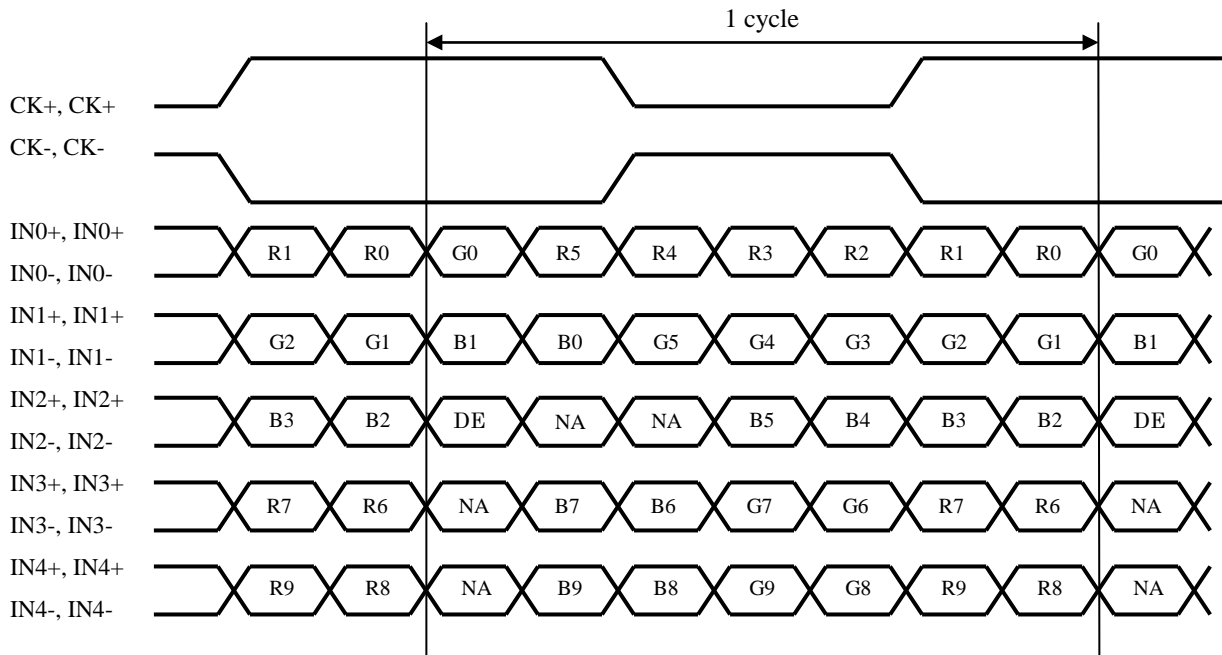 1 cycle
CK+, CK+
CK-, CK-
IN0+, IN0+
R1 R0 G0 R5 R4 R3 R2 R1 R0 G0
IN0-, IN0-
IN1+, IN1+
G2 G1 B1 B0 G5 G4 G3 G2 G1 B1
IN1-, IN1-
IN2+, IN2+
B3 B2 DE NA NA B5 B4 B3 B2 DE
IN2-, IN2-
IN3+, IN3+
R7 R6 NA B7 B6 G7 G6 R7 R6 NA
IN3-, IN3-
IN4+, IN4+
R9 R8 NA B9 B8 G9 G8 R9 R8 NA
IN4-, IN4-